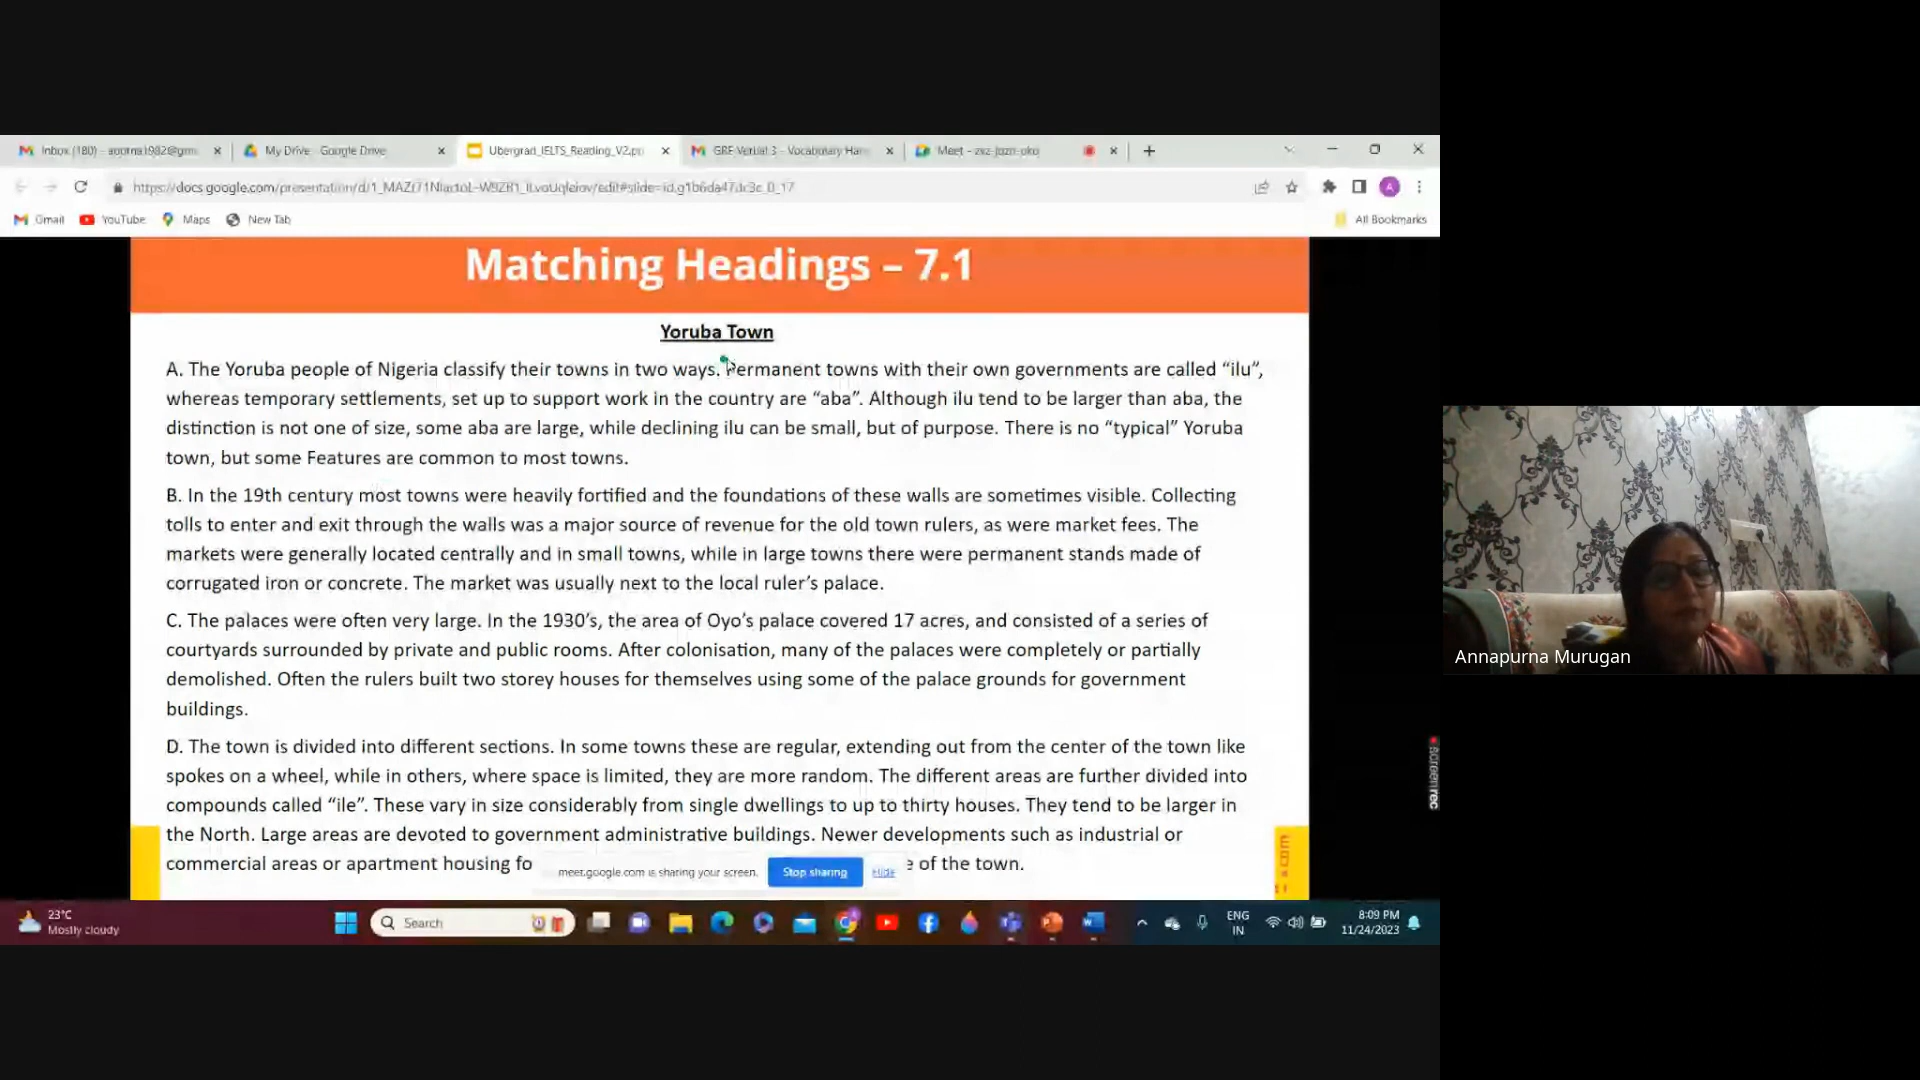 Inbox (180) -
My Drive - Google Drive
Ubergrad_IELTS_Reading_V2.p
GRE Verbal 3 - Vocabulary Han
Meet -
Gmail
YouTube
Maps
New Tab
All Bookmarks
Matching Headings – 7.1
Yoruba Town
A. The Yoruba people of Nigeria classify their towns in two ways. Permanent towns with their own governments are called “ilu”,
whereas temporary settlements, set up to support work in the country are “aba”. Although ilu tend to be larger than aba, the
distinction is not one of size, some aba are large, while declining ilu can be small, but of purpose. There is no “typical” Yoruba
town, but some Features are common to most towns.
B. In the 19th century most towns were heavily fortified and the foundations of these walls are sometimes visible. Collecting
tolls to enter and exit through the walls was a major source of revenue for the old town rulers, as were market fees. The
markets were generally located centrally and in small towns, while in large towns there were permanent stands made of
corrugated iron or concrete. The market was usually next to the local ruler’s palace.
C. The palaces were often very large. In the 1930’s, the area of Oyo’s palace covered 17 acres, and consisted of a series of
courtyards surrounded by private and public rooms. After colonisation, many of the palaces were completely or partially
demolished. Often the rulers built two storey houses for themselves using some of the palace grounds for government
buildings.
D. The town is divided into different sections. In some towns these are regular, extending out from the center of the town like
spokes on a wheel, while in others, where space is limited, they are more random. The different areas are further divided into
compounds called “ile”. These vary in size considerably from single dwellings to up to thirty houses. They tend to be larger in
the North. Large areas are devoted to government administrative buildings. Newer developments such as industrial or
commercial areas or apartment housing fo
e of the town.
meet.google.com is sharing your screen.
Stop sharing
Hide
screenrec
Annapurna Murugan
23°C
Mostly cloudy
Search
ENG
IN
8:09 PM
11/24/2023